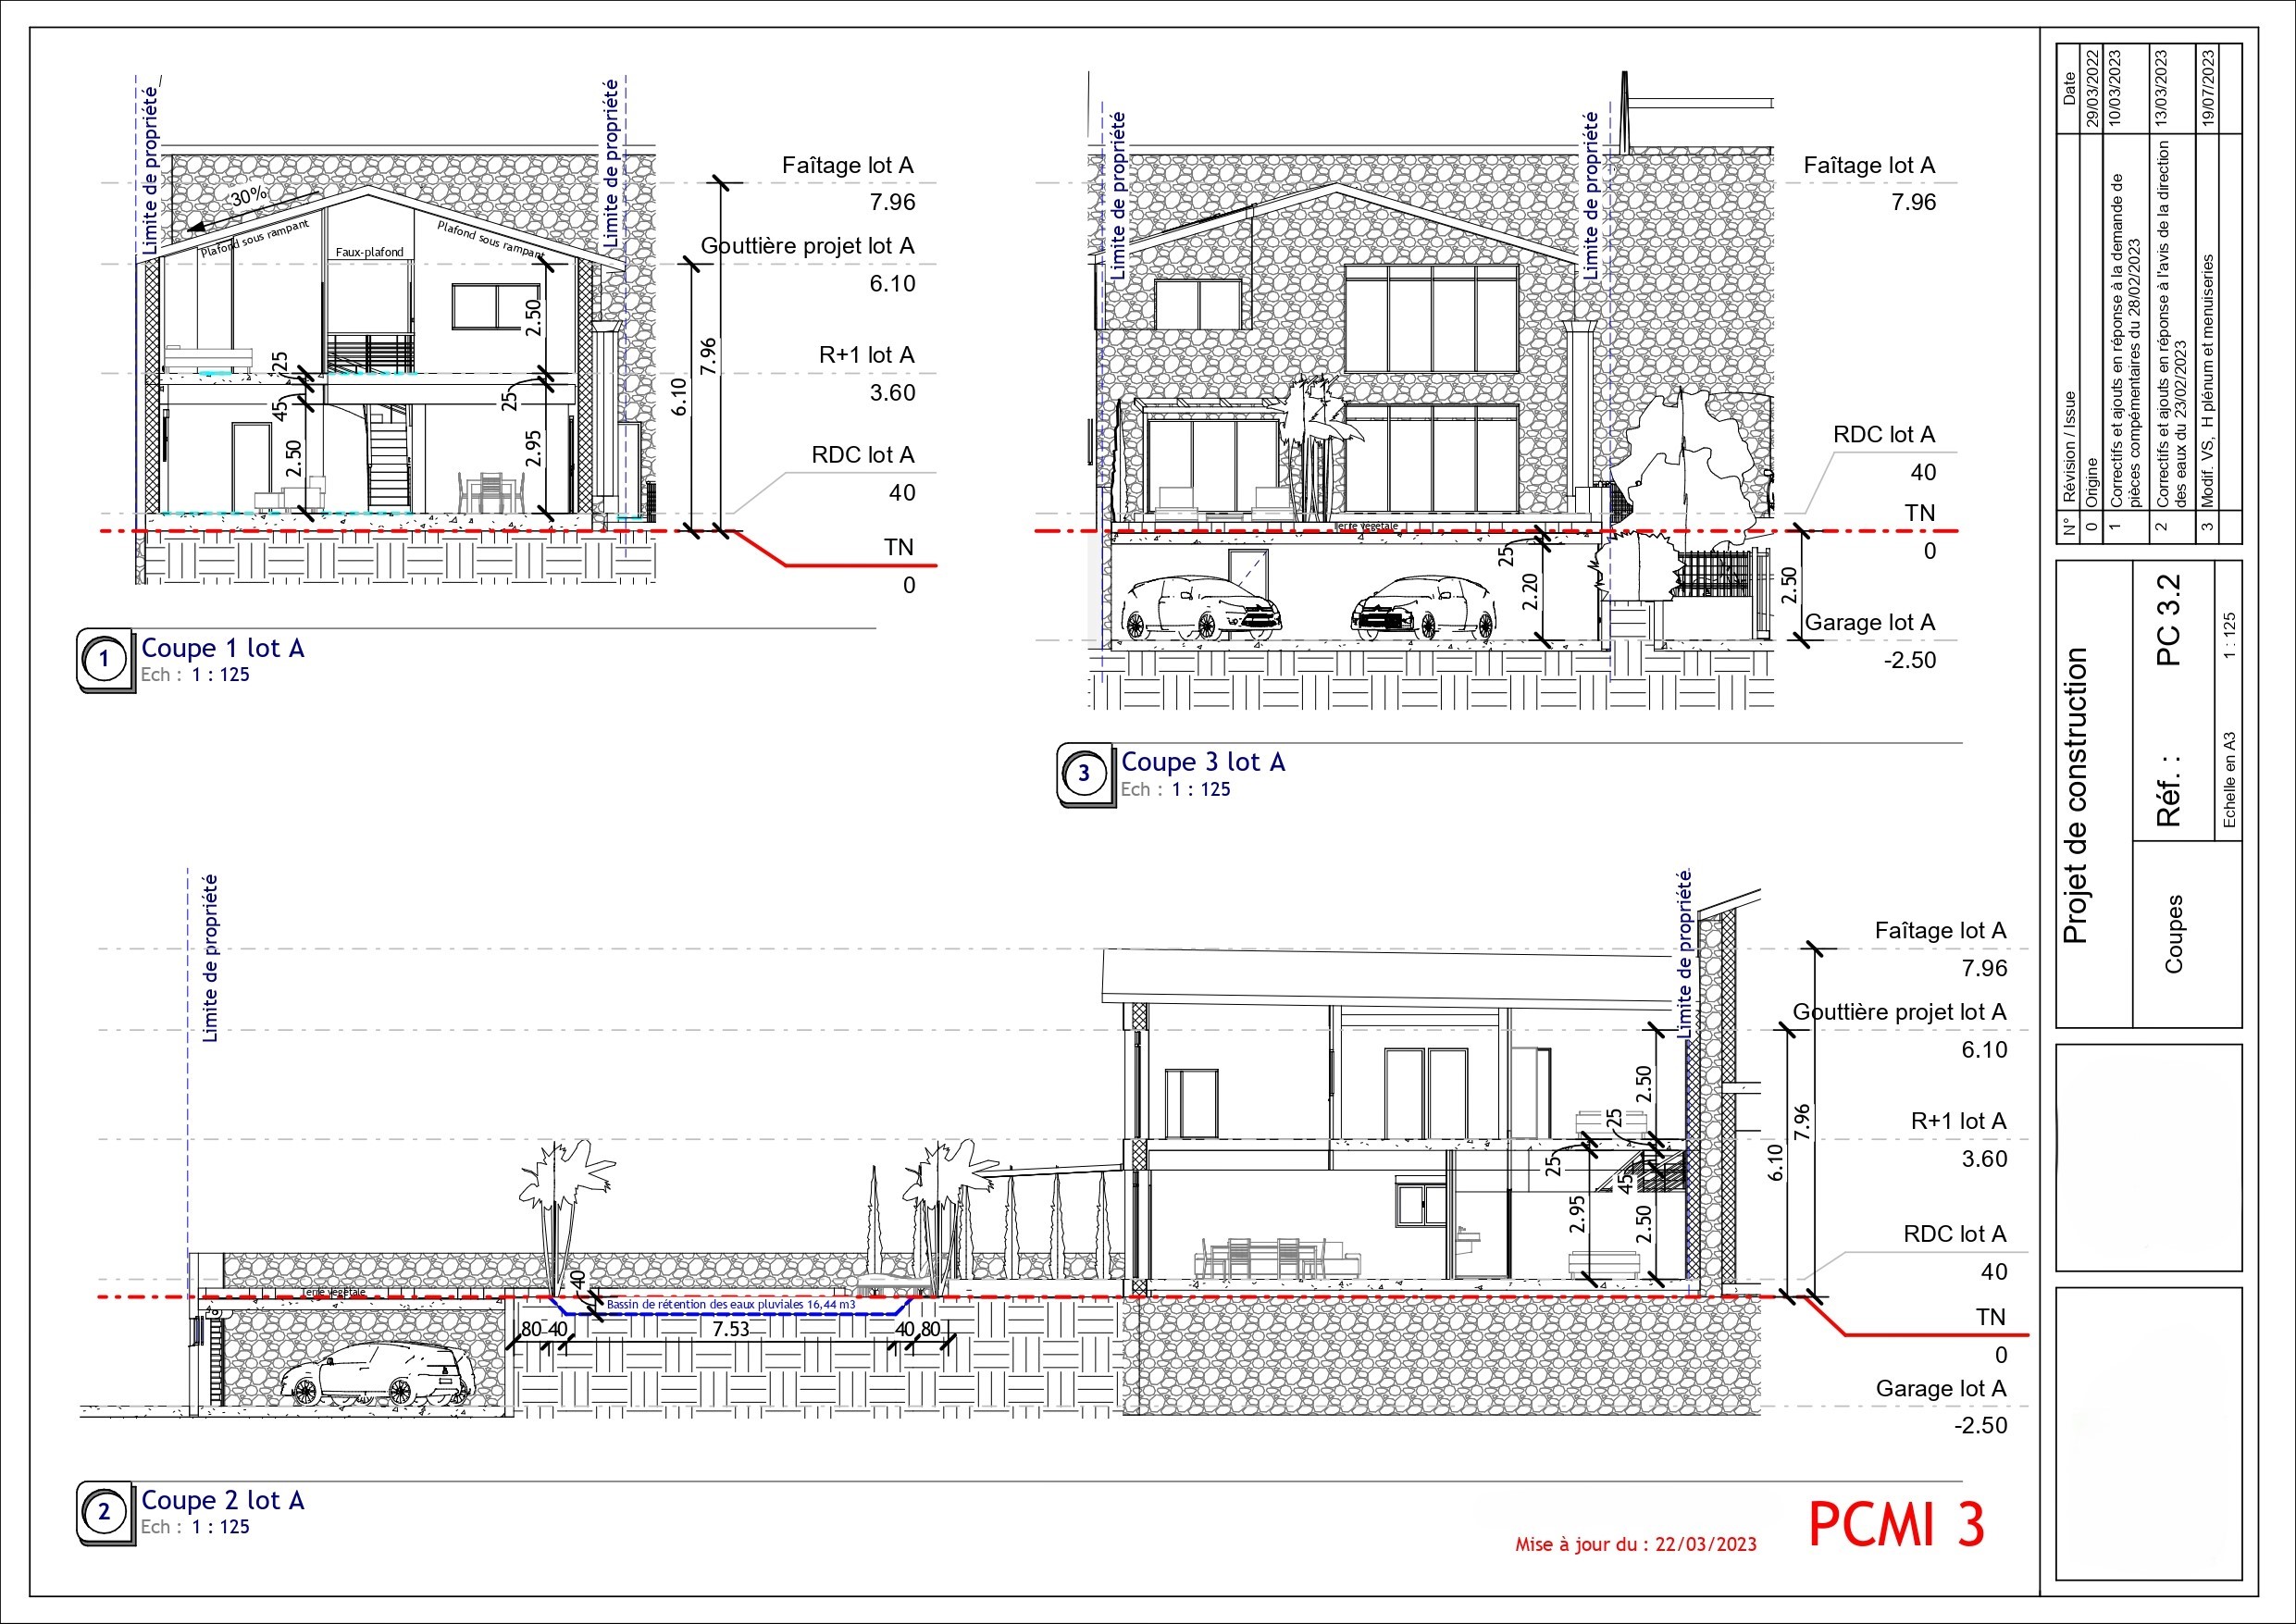 Limite de propriété
Limite de propriété
30%
Plafond sous rampant
Faux-plafond
Plafond sous rampant
2.50
25
45
25
2.50
2.95
6.10
7.96
Faîtage lot A
7.96
Gouttière projet lot A
6.10
R+1 lot A
3.60
RDC lot A
40
TN
0
1
Coupe 1 lot A
Ech : 1 : 125
Limite de propriété
Limite de propriété
Terre végétale
25
2.20
2.50
Faîtage lot A
7.96
RDC lot A
40
TN
0
Garage lot A
-2.50
3
Coupe 3 lot A
Ech : 1 : 125
Limite de propriété
Limite de propriété
Terre végétale
40
Bassin de rétention des eaux pluviales 16,44 m3
80
40
7.53
40
80
2.50
25
25
45
2.95
2.50
6.10
7.96
Faîtage lot A
7.96
Gouttière projet lot A
6.10
R+1 lot A
3.60
RDC lot A
40
TN
0
Garage lot A
-2.50
2
Coupe 2 lot A
Ech : 1 : 125
Mise à jour du : 22/03/2023
PCMI 3
N° Révision / Issue Date
0 Origine 29/03/2022
1 Correctifs et ajouts en réponse à la demande de 10/03/2023
pièces compémentaires du 28/02/2023
2 Correctifs et ajouts en réponse à l'avis de la direction 13/03/2023
des eaux du 23/02/2023
3 Modif. VS, H plénum et menuiseries 19/07/2023
Projet de construction
Coupes
Réf. : PC 3.2
Echelle en A3 1 : 125